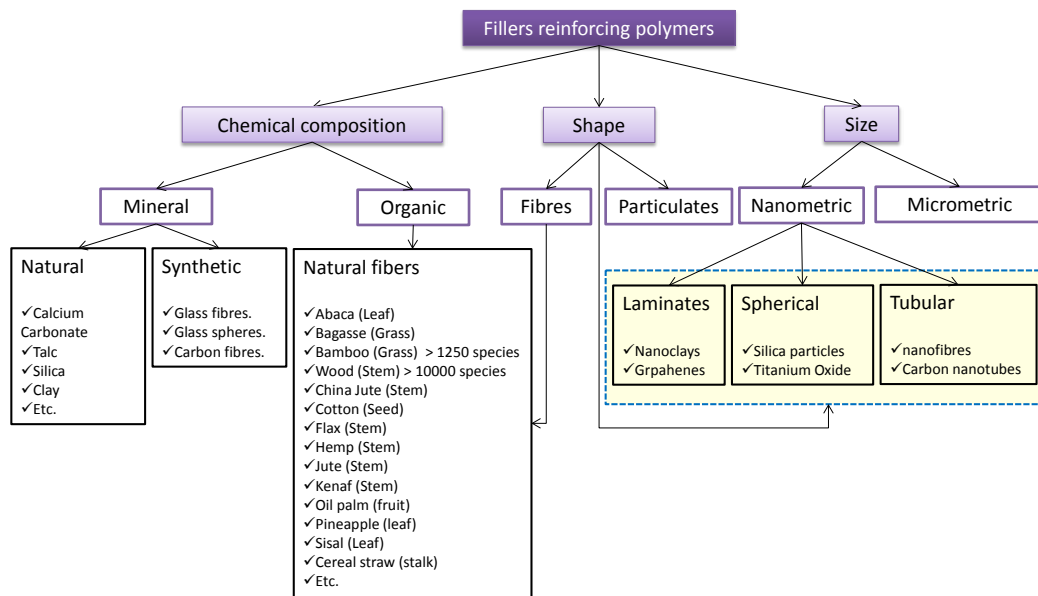 Fillers reinforcing polymers
Chemical composition
Shape
Size
Mineral
Organic
Fibres
Particulates
Nanometric
Micrometric
Natural
✓Calcium
Carbonate
✓Talc
✓Silica
✓Clay
✓Etc.
Synthetic
✓Glass fibres.
✓Glass spheres.
✓Carbon fibres.
Natural fibers
✓Abaca (Leaf)
✓Bagasse (Grass)
✓Bamboo (Grass) > 1250 species
✓Wood (Stem) > 10000 species
✓China Jute (Stem)
✓Cotton (Seed)
✓Flax (Stem)
✓Hemp (Stem)
✓Jute (Stem)
✓Kenaf (Stem)
✓Oil palm (fruit)
✓Pineapple (leaf)
✓Sisal (Leaf)
✓Cereal straw (stalk)
✓Etc.
Laminates
✓Nanoclays
✓Grpahenes
Spherical
✓Silica particles
✓Titanium Oxide
Tubular
✓nanofibres
✓Carbon nanotubes